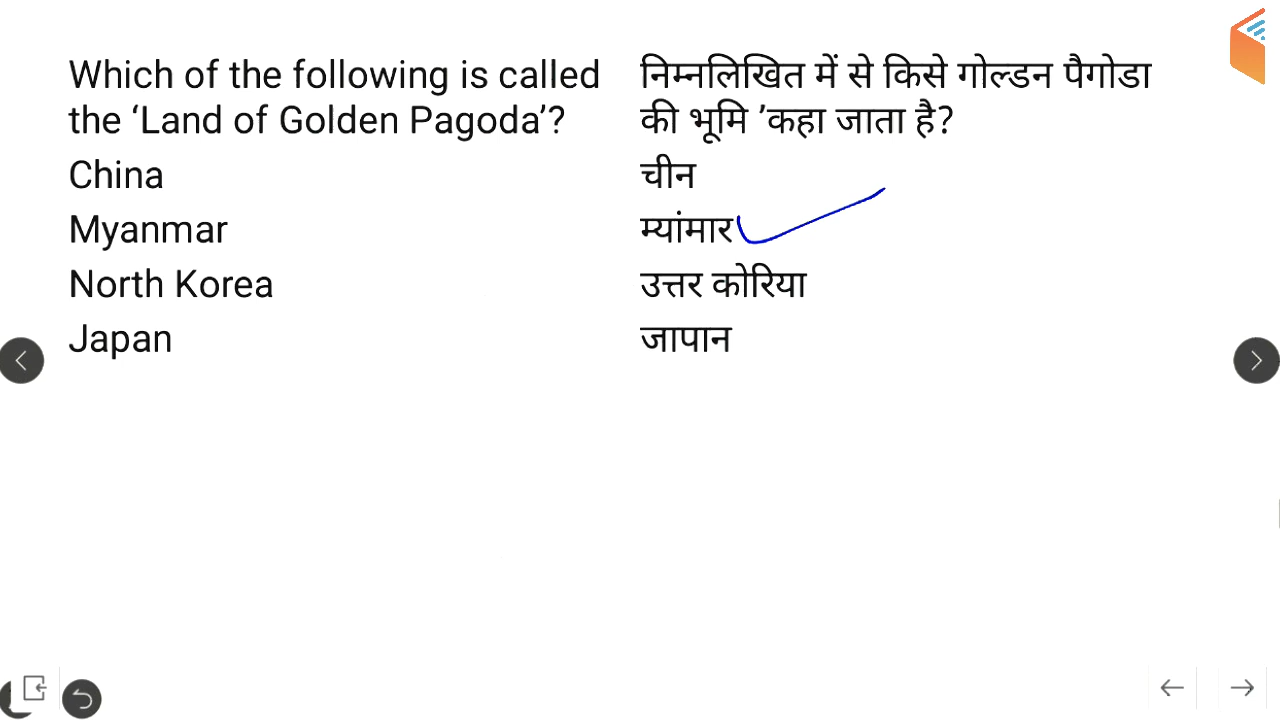 Which of the following is called
the ‘Land of Golden Pagoda’?
China
Myanmar
North Korea
Japan
निम्नलिखित में से किसे गोल्डन पैगोडा
की भूमि ’कहा जाता है?
चीन
म्यांमार
उत्तर कोरिया
जापान